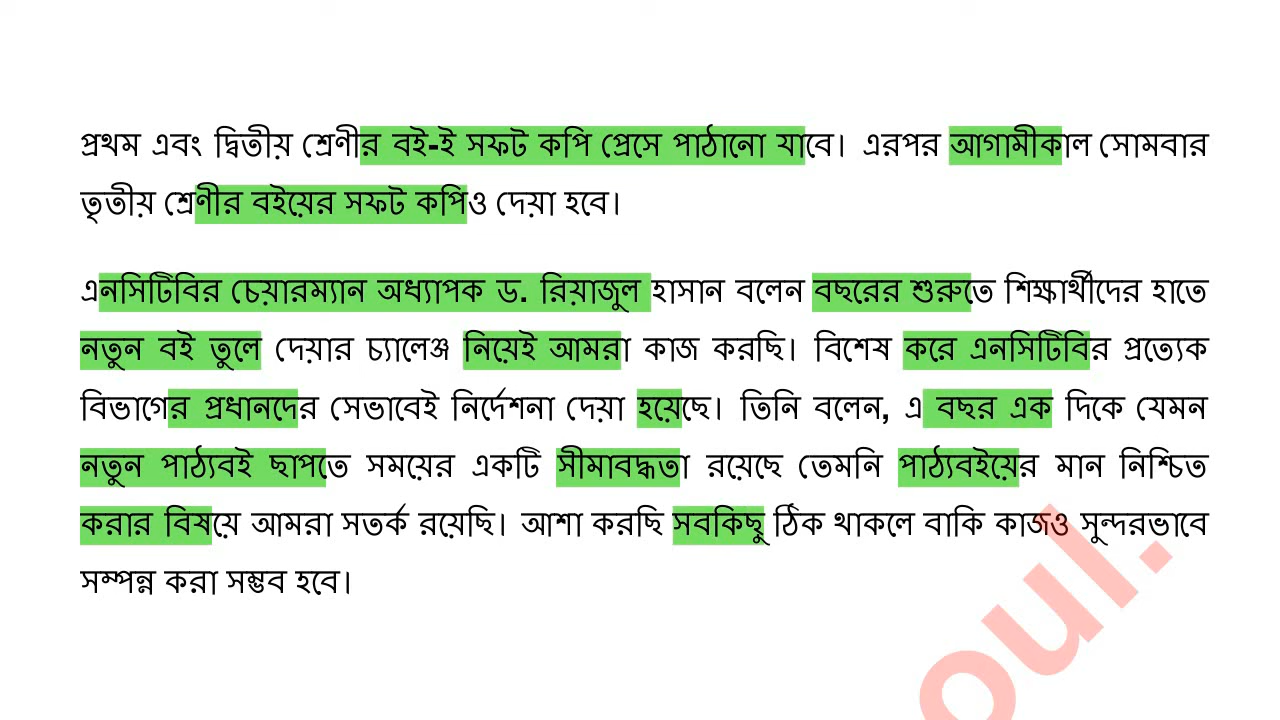 প্রথম এবং দ্বিতীয় শ্রেণীর বই-ই সফট কপি প্রেসে পাঠানো যাবে। এরপর আগামীকাল সোমবার
তৃতীয় শ্রেণীর বইয়ের সফট কপিও দেয়া হবে।
এনসিটিবির চেয়ারম্যান অধ্যাপক ড. রিয়াজুল হাসান বলেন বছরের শুরুতে শিক্ষার্থীদের হাতে
নতুন বই তুলে দেয়ার চ্যালেঞ্জ নিয়েই আমরা কাজ করছি। বিশেষ করে এনসিটিবির প্রত্যেক
বিভাগের প্রধানদের সেভাবেই নির্দেশনা দেয়া হয়েছে। তিনি বলেন, এ বছর এক দিকে যেমন
নতুন পাঠ্যবই ছাপতে সময়ের একটি সীমাবদ্ধতা রয়েছে তেমনি পাঠ্যবইয়ের মান নিশ্চিত
করার বিষয়ে আমরা সতর্ক রয়েছি। আশা করছি সবকিছু ঠিক থাকলে বাকি কাজও সুন্দরভাবে
সম্পন্ন করা সম্ভব হবে।
oul.